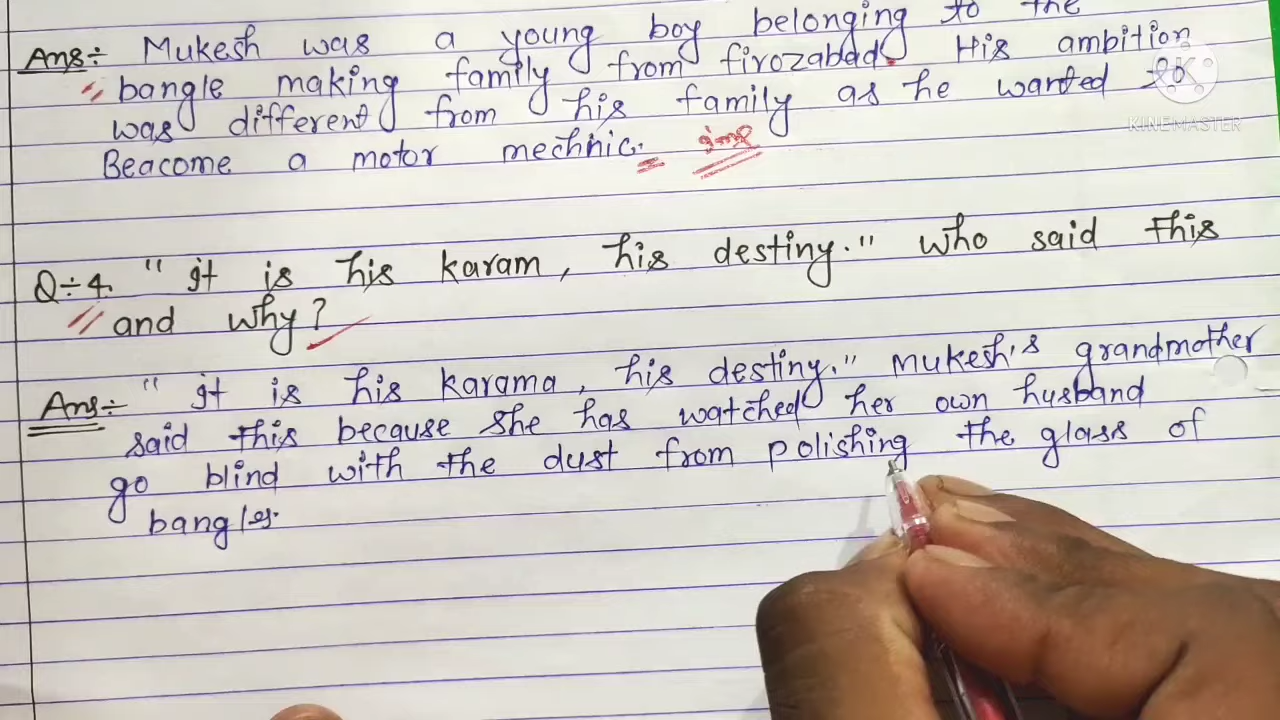 Ans÷ Mukesh was a young boy belonging to the
bangle making family from firozabad. His ambition
was different from his family as he wanted to
Beacome a motor mechnic. imp
KINEMASTER
Q÷4. "It is his karam, his destiny." who said this
and why?
Ans÷ "It is his karama, his destiny." Mukesh's grandmother
said this because she has watched her own husband
go blind with the dust from polishing the glass of
bangles.